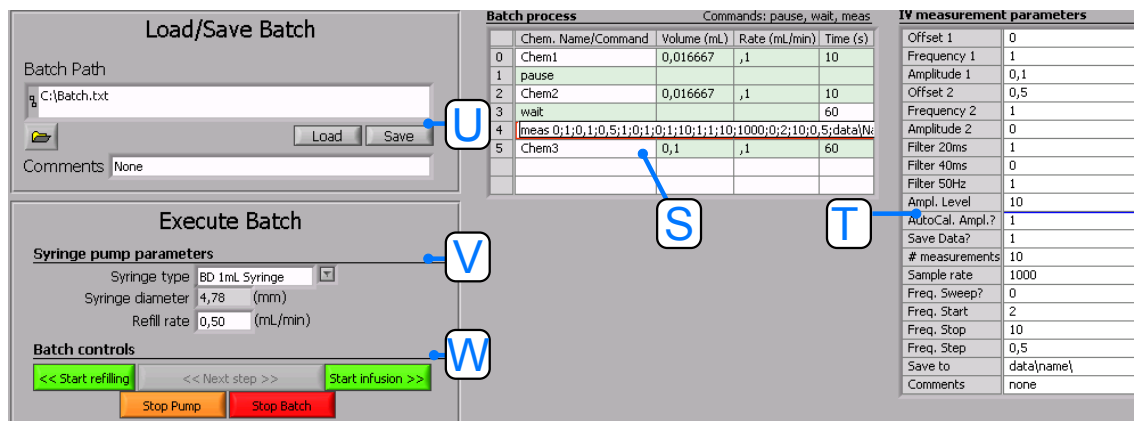 Load/Save Batch
Batch Path
C:\Batch.txt
Load Save
Comments None
U
Execute Batch
Syringe pump parameters
V
Syringe type BD 1mL Syringe
Syringe diameter 4,78 (mm)
Refill rate 0,50 (mL/min)
Batch controls
W
<< Start refilling << Next step >> Start infusion >>
Stop Pump Stop Batch
Batch process Commands: pause, wait, meas
Chem. Name/Command Volume (mL) Rate (mL/min) Time (s)
0 Chem1 0,016667 ,1 10
1 pause
2 Chem2 0,016667 ,1 10
3 wait 60
4 meas 0;1;0,1;0,5;1;0;1;0;1;10;1;1;10;1000;0;2;10;0,5;data\Na
5 Chem3 0,1 ,1 60
S
T
IV measurement parameters
Offset 1 0
Frequency 1 1
Amplitude 1 0,1
Offset 2 0,5
Frequency 2 1
Amplitude 2 0
Filter 20ms 1
Filter 40ms 0
Filter 50Hz 1
Ampl. Level 10
AutoCal. Ampl.? 1
Save Data? 1
# measurements 10
Sample rate 1000
Freq. Sweep? 0
Freq. Start 2
Freq. Stop 10
Freq. Step 0,5
Save to data\name\
Comments none